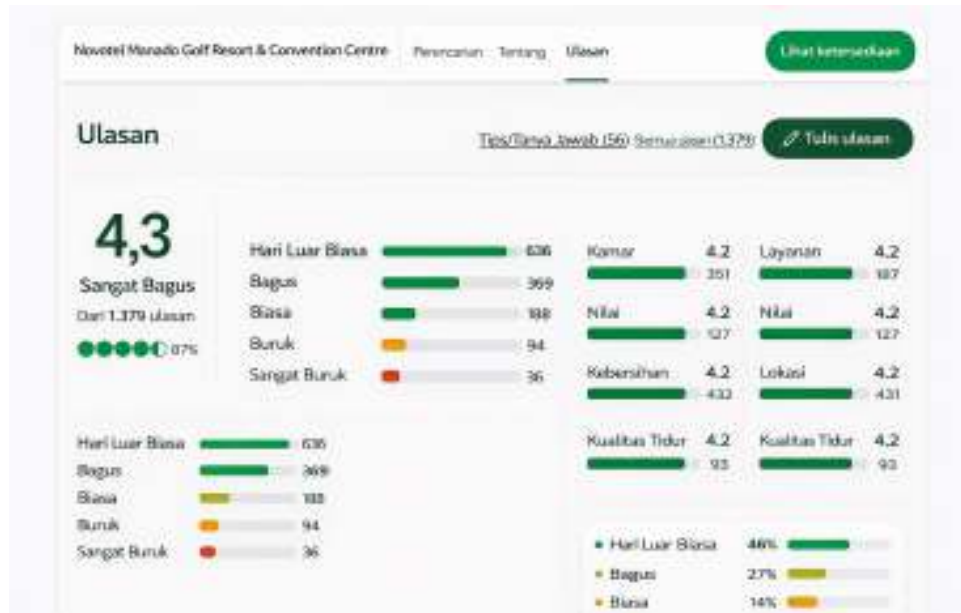 Novotel Manado Golf Resort & Convention Centre Perencanan Tentang Ulasan Lihat ketersediaan
Ulasan
Tips/Tanya Jawab (56) (1.379) Tulis ulasan
4,3
Sangat Bagus
Dari 1.379 ulasan
87%
Hari Luar Biasa 636
Bagus 369
Biasa 188
Buruk 94
Sangat Buruk 36
Kamar 4.2 351
Layanan 4.2 187
Nilai 4.2 127
Nilai 4.2 127
Kebersihan 4.2 432
Lokasi 4.2 431
Kualitas Tidur 4.2 93
Kualitas Tidur 4.2 93
Hari Luar Biasa 636
Bagus 369
Biasa 188
Buruk 94
Sangat Buruk 36
Hari Luar Biasa 46%
Bagus 27%
Biasa 14%